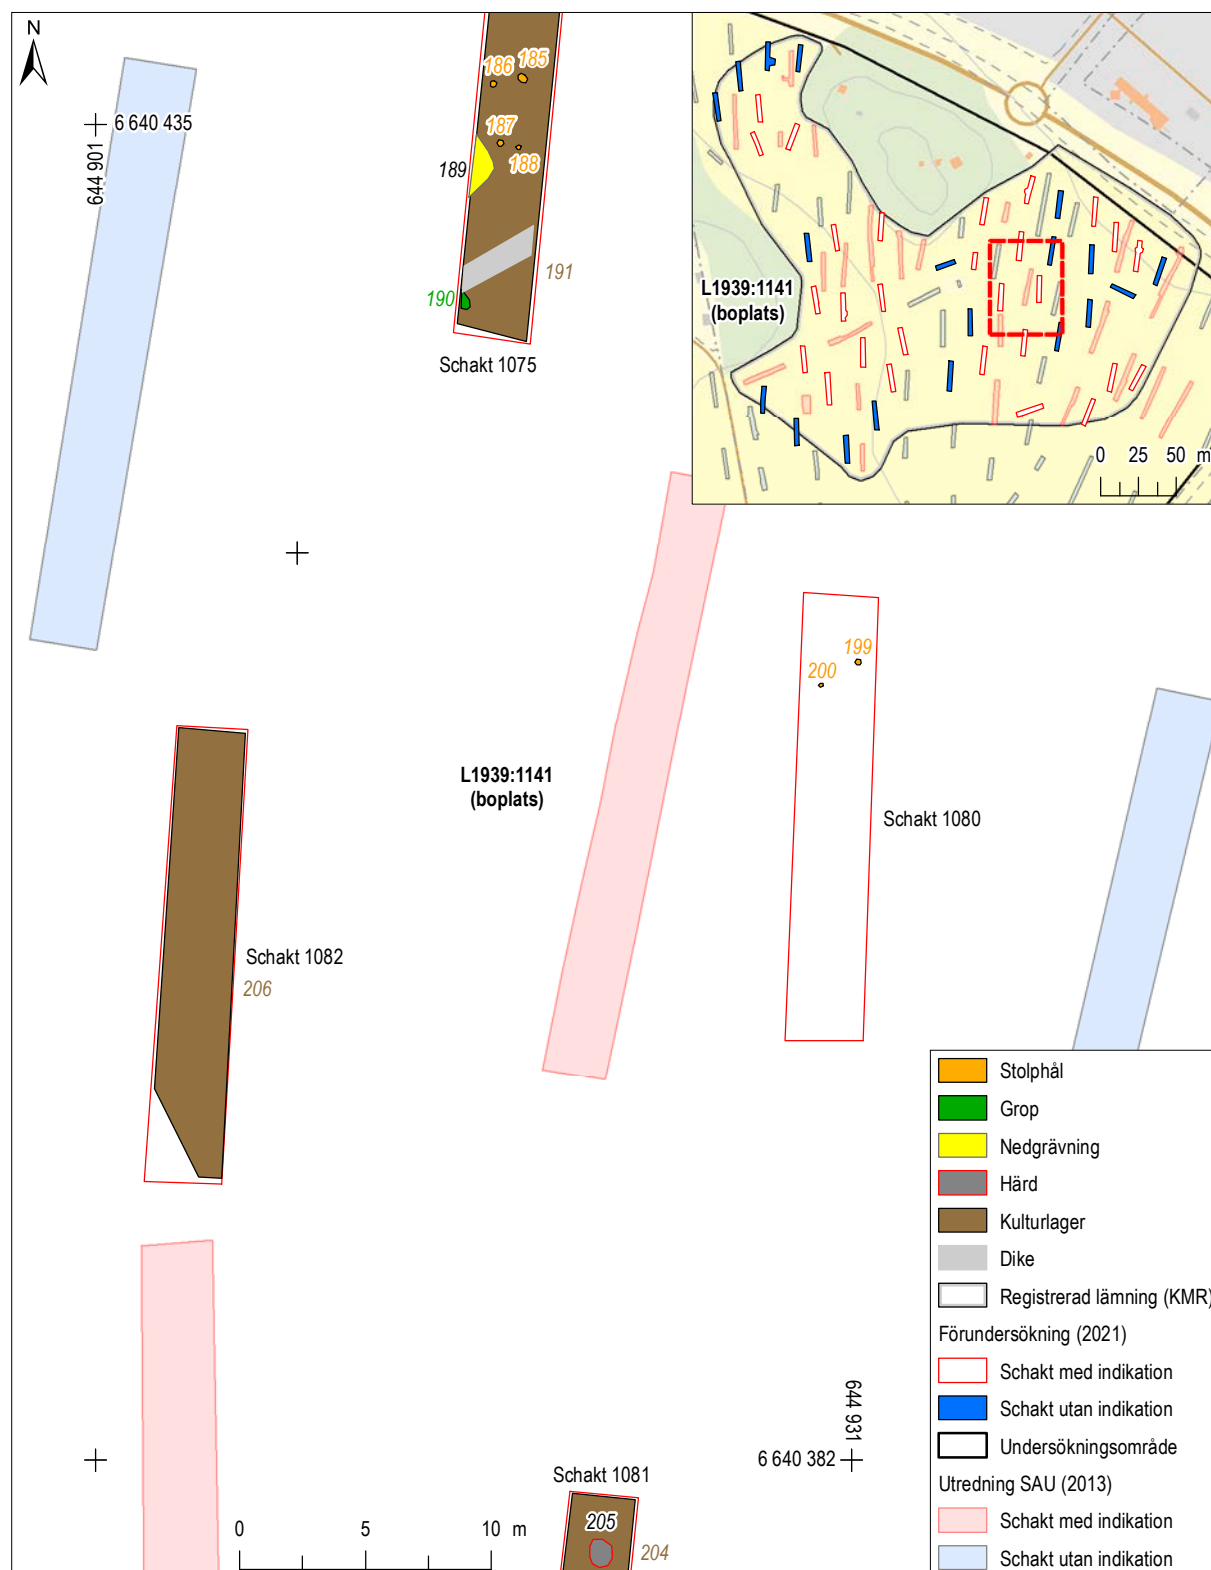 N
6 640 435
644 901
186
185
187
188
189
191
190
Schakt 1075
L1939:1141
(boplats)
0 25 50 m
199
200
L1939:1141
(boplats)
Schakt 1080
Schakt 1082
206
644 931
6 640 382
Schakt 1081
205
204
0 5 10 m
Stolphål
Grop
Nedgrävning
Härd
Kulturlager
Dike
Registrerad lämning (KMR)
Förundersökning (2021)
Schakt med indikation
Schakt utan indikation
Undersökningsområde
Utredning SAU (2013)
Schakt med indikation
Schakt utan indikation